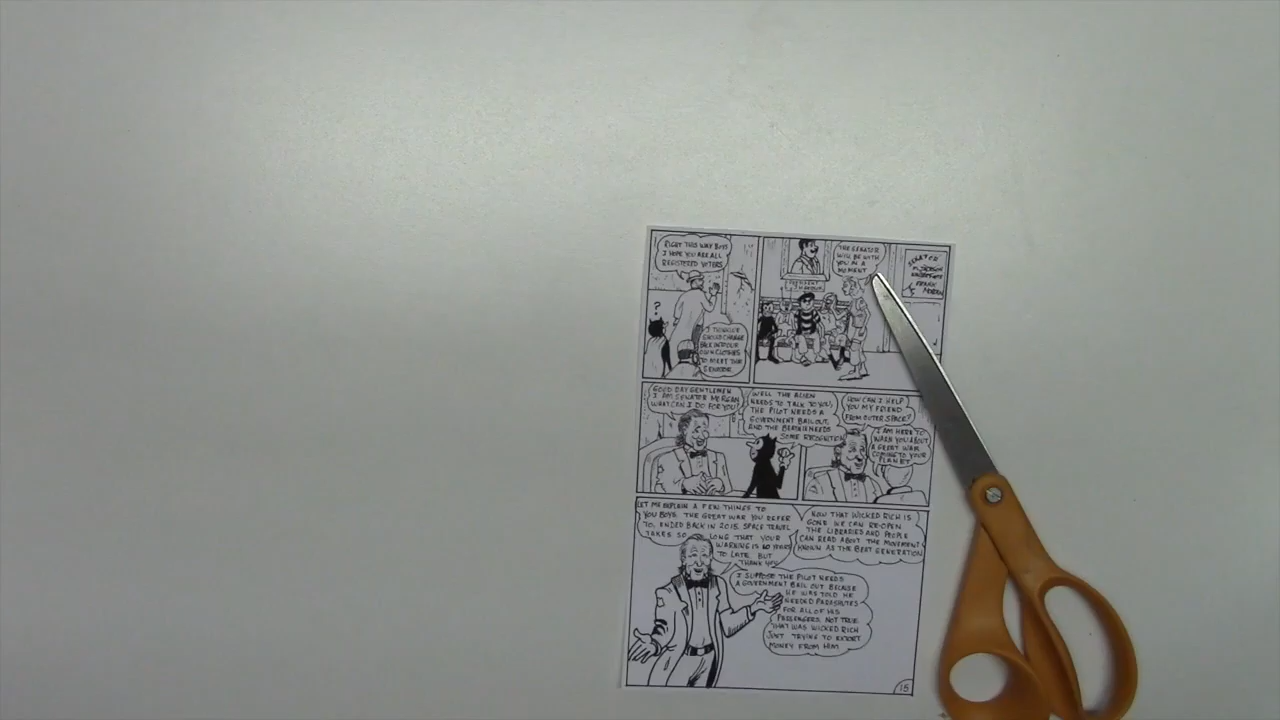 RIGHT THIS WAY BOYS
I HOPE YOU ARE ALL
REGISTERED VOTERS
?
I THINK I
SHOULD CHANGE
BACK INTO OUR
OWN CLOTHES
TO MEET THE
SENATOR
THE SENATOR
WILL BE WITH
YOU IN A
MOMENT
SENATOR
FRANK
MORGAN
GOOD DAY GENTLEMEN
I AM SENATOR MORGAN
WHAT CAN I DO FOR YOU?
WELL THE ALIEN
NEEDS TO TALK TO YOU,
THE PILOT NEEDS A
GOVERNMENT BAIL OUT,
AND THE BEATNIK NEEDS
SOME RECOGNITION
HOW CAN I HELP
YOU MY FRIEND
FROM OUTER SPACE?
I AM HERE TO
WARN YOU ABOUT
A GREAT WAR
COMING TO YOUR
PLANET
LET ME EXPLAIN A FEW THINGS TO
YOU BOYS. THE GREAT WAR YOU REFER
TO, ENDED BACK IN 2015. SPACE TRAVEL
TAKES SO LONG THAT YOUR
WARNING IS 10 YEARS
TO LATE. BUT
THANK YOU
NOW THAT WICKED RICH IS
GONE WE CAN RE-OPEN
THE LIBRARIES AND PEOPLE
CAN READ ABOUT THE MOVEMENT
KNOWN AS THE BEAT GENERATION
I SUPPOSE THE PILOT NEEDS
A GOVERNMENT BAIL OUT BECAUSE
HE WAS TOLD HE
NEEDED PARASHUTES
FOR ALL OF HIS
PASSENGERS. NOT TRUE
THAT WAS WICKED RICH
JUST TRYING TO EXTORT
MONEY FROM HIM
15